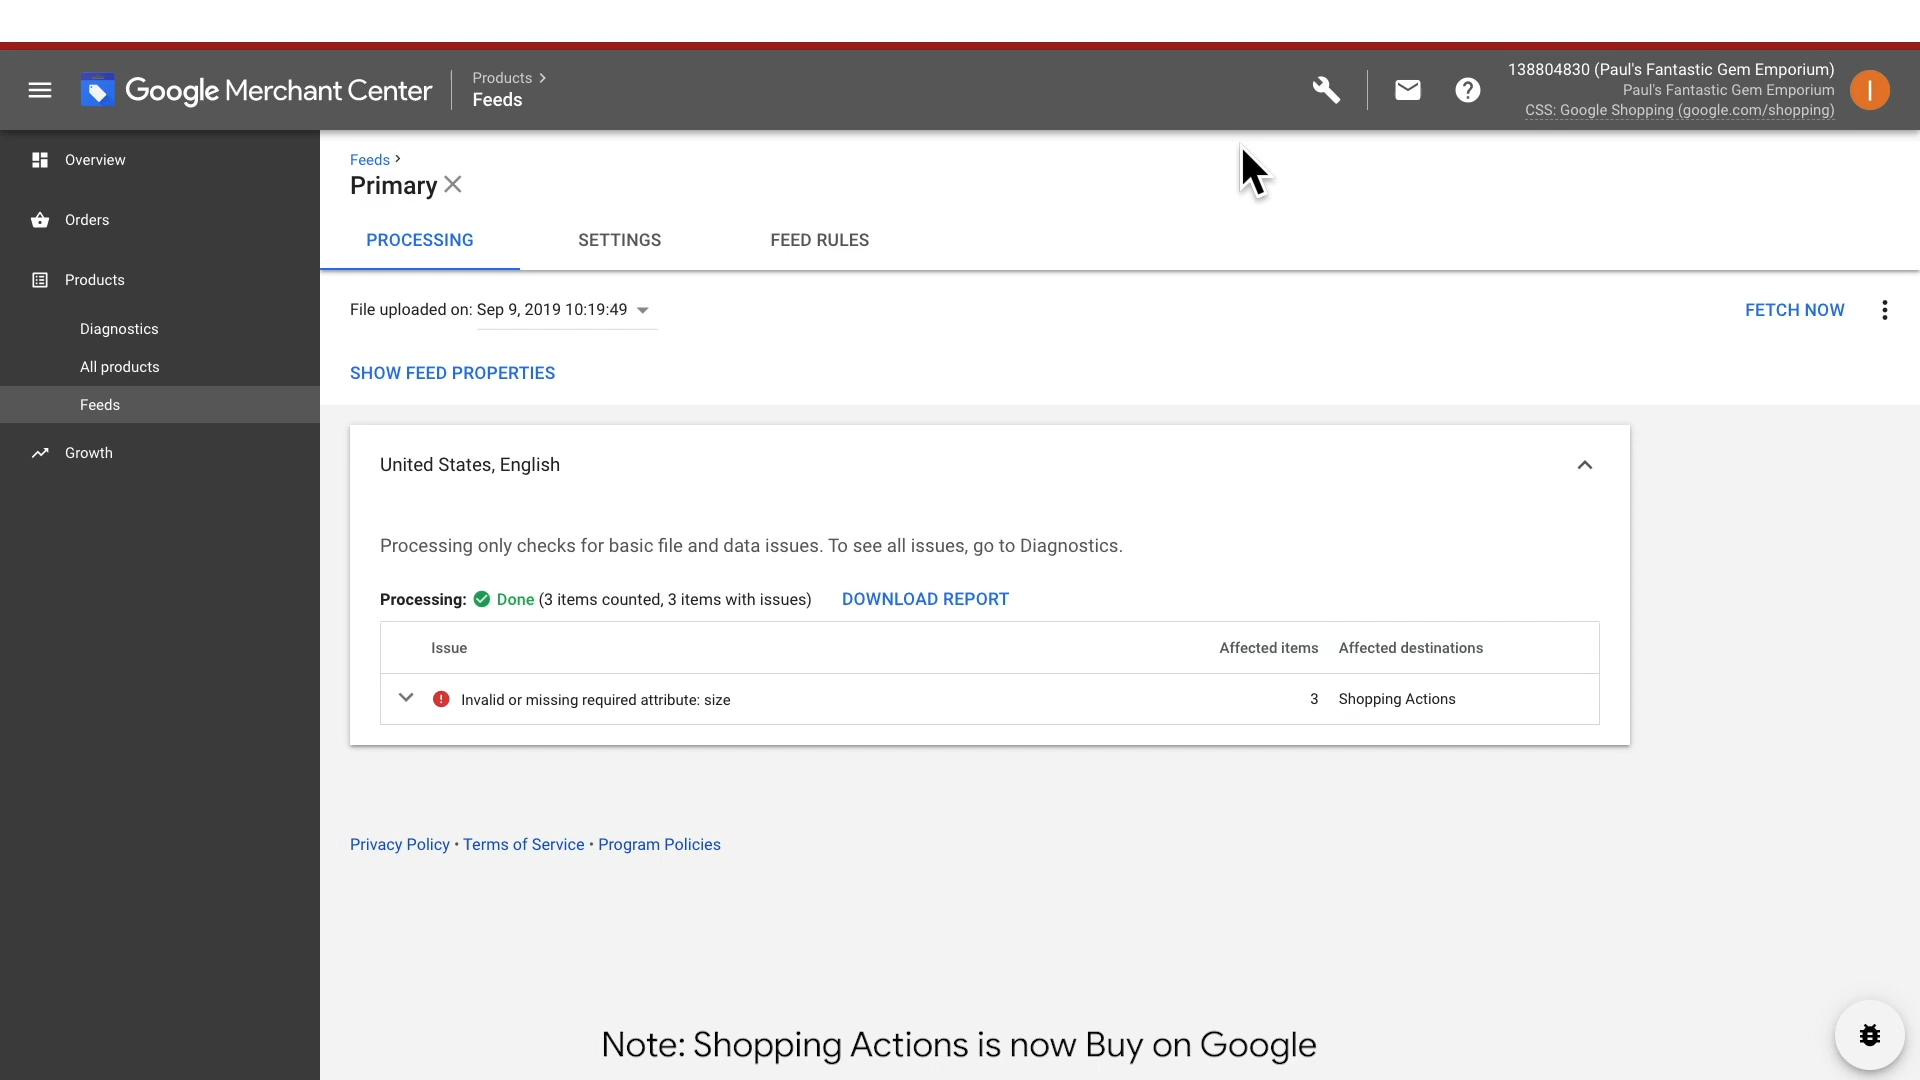 Google Merchant Center
Products >
Feeds
138804830 (Paul's Fantastic Gem Emporium)
Paul's Fantastic Gem Emporium
CSS: Google Shopping (google.com/shopping)
I
Overview
Orders
Products
Diagnostics
All products
Feeds
Growth
Feeds >
Primary
PROCESSING
SETTINGS
FEED RULES
File uploaded on: Sep 9, 2019 10:19:49
FETCH NOW
SHOW FEED PROPERTIES
United States, English
Processing only checks for basic file and data issues. To see all issues, go to Diagnostics.
Processing: Done (3 items counted, 3 items with issues) DOWNLOAD REPORT
Issue Affected items Affected destinations
Invalid or missing required attribute: size 3 Shopping Actions
Privacy Policy • Terms of Service • Program Policies
Note: Shopping Actions is now Buy on Google